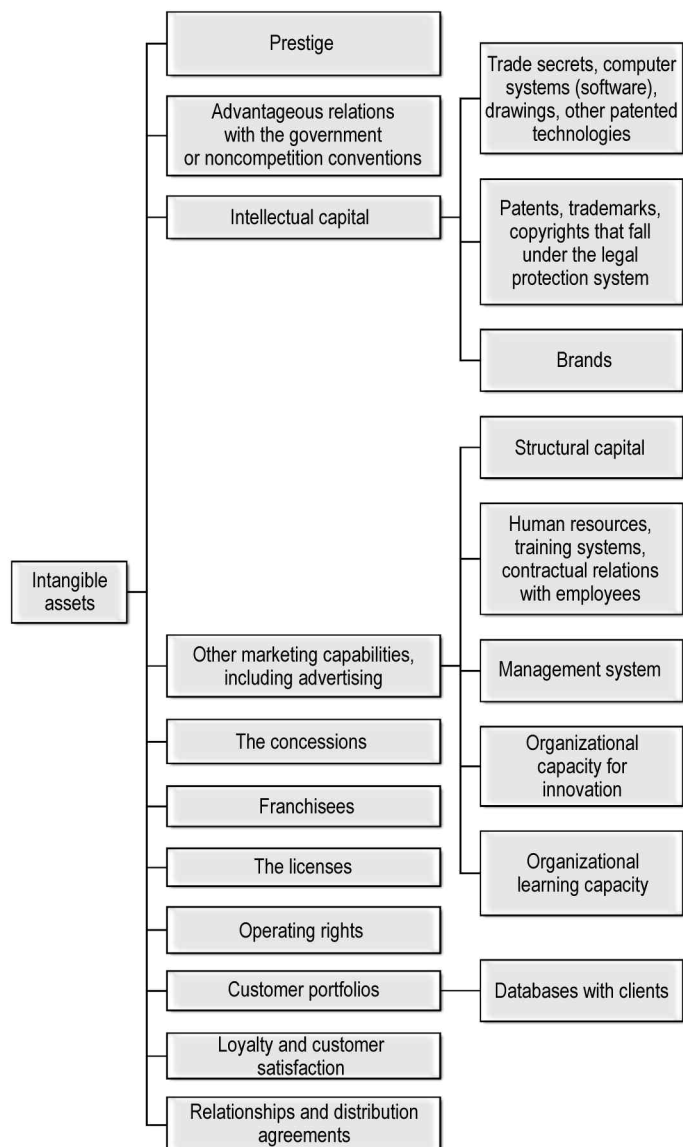 Prestige
Advantageous relations
with the government
or noncompetition conventions
Intellectual capital
Trade secrets, computer
systems (software),
drawings, other patented
technologies
Patents, trademarks,
copyrights that fall
under the legal
protection system
Brands
Intangible
assets
Other marketing capabilities,
including advertising
Structural capital
Human resources,
training systems,
contractual relations
with employees
Management system
Organizational
capacity for
innovation
Organizational
learning capacity
The concessions
Franchisees
The licenses
Operating rights
Customer portfolios
Databases with clients
Loyalty and customer
satisfaction
Relationships and distribution
agreements